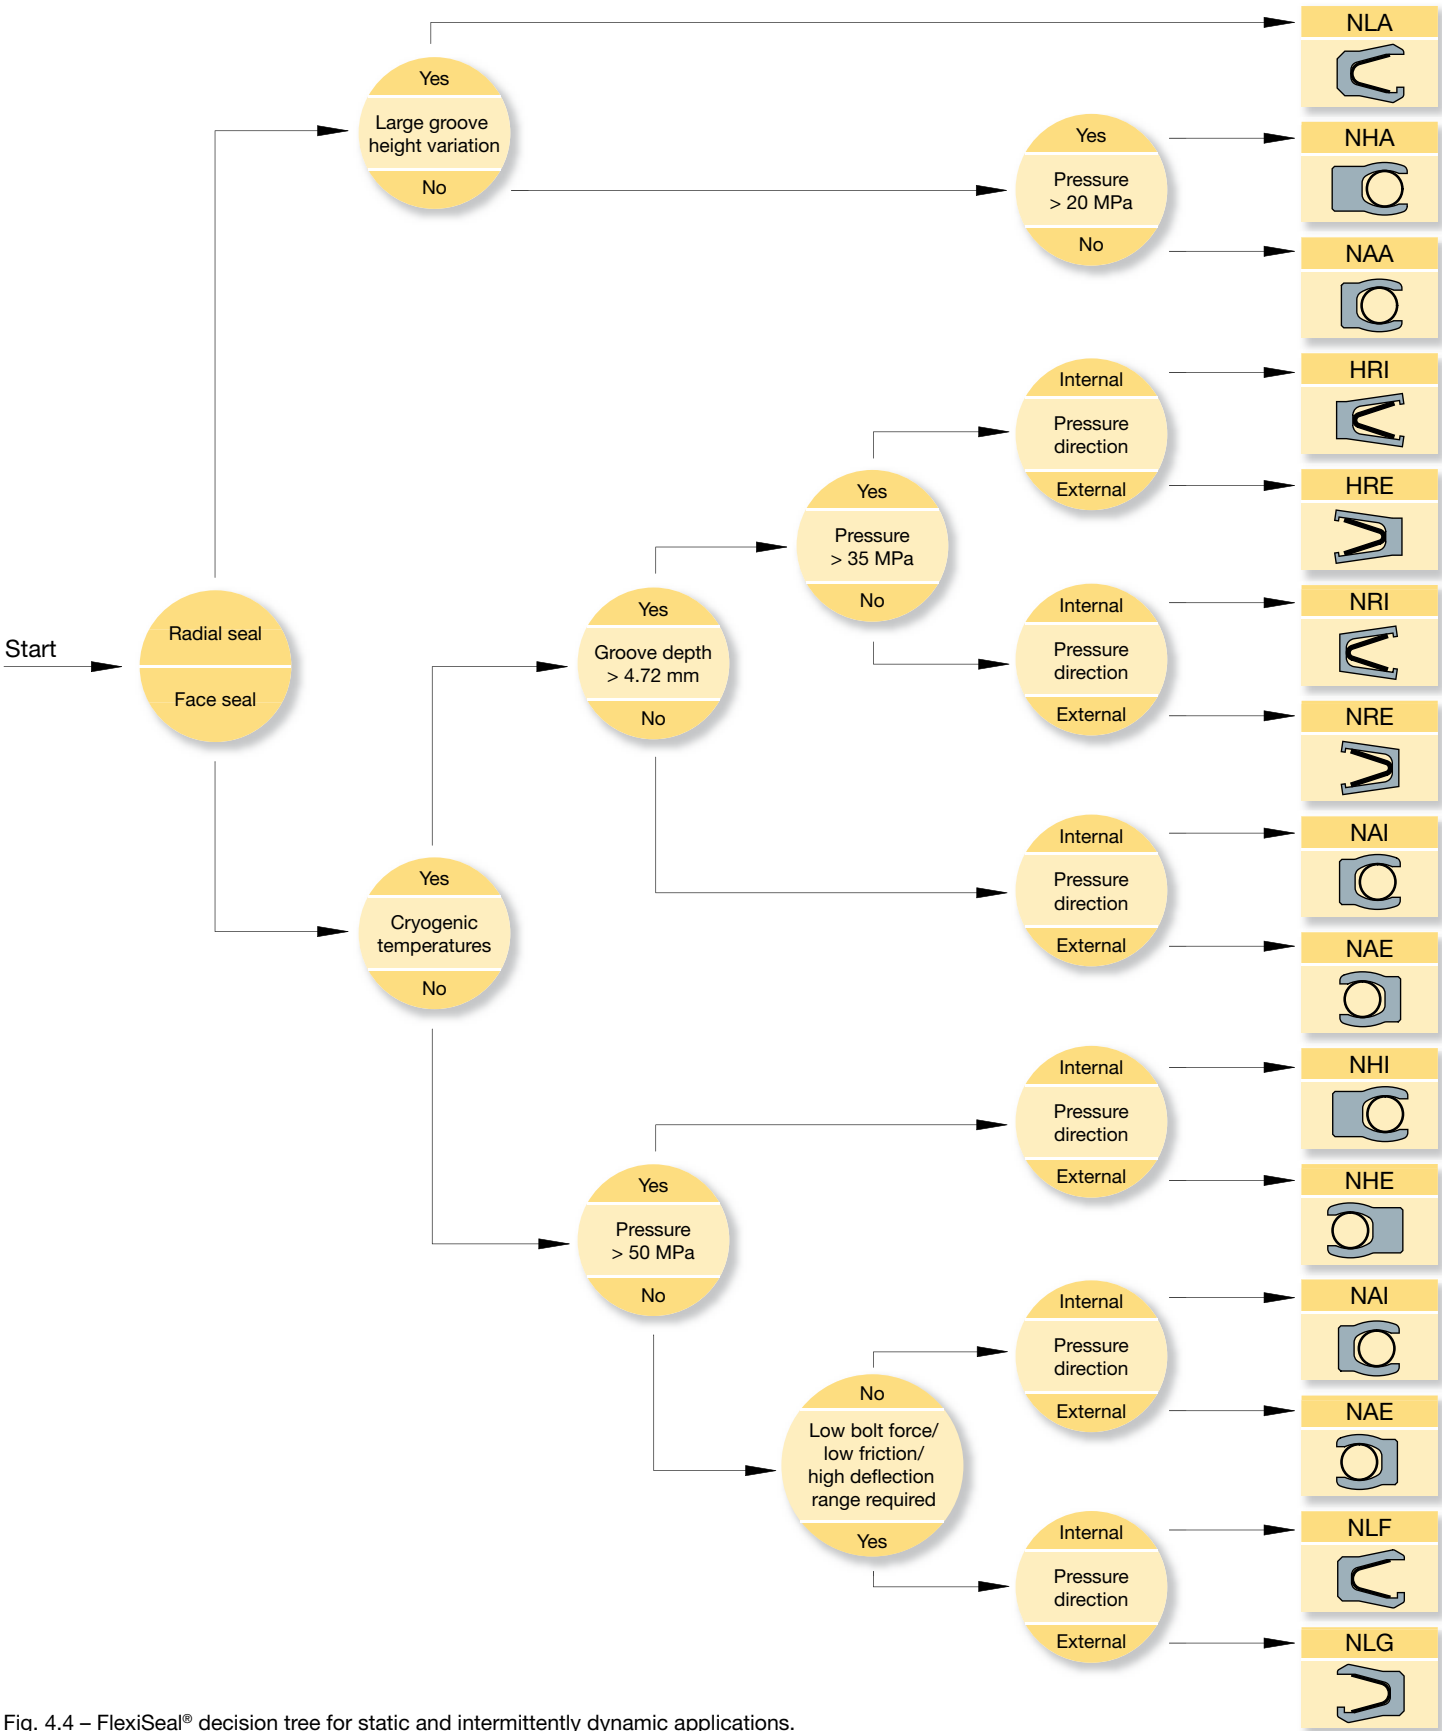 Start
Radial seal
Face seal
Yes
Large groove
height variation
No
Yes
Pressure
> 20 MPa
No
NLA
NHA
NAA
Yes
Cryogenic
temperatures
No
Yes
Groove depth
> 4.72 mm
No
Yes
Pressure
> 35 MPa
No
Internal
Pressure
direction
External
HRI
HRE
Internal
Pressure
direction
External
NRI
NRE
Internal
Pressure
direction
External
NAI
NAE
Yes
Pressure
> 50 MPa
No
Internal
Pressure
direction
External
NHI
NHE
No
Low bolt force/
low friction/
high deflection
range required
Yes
Internal
Pressure
direction
External
NAI
NAE
Internal
Pressure
direction
External
NLF
NLG
Fig. 4.4 – FlexiSeal® decision tree for static and intermittently dynamic applications.